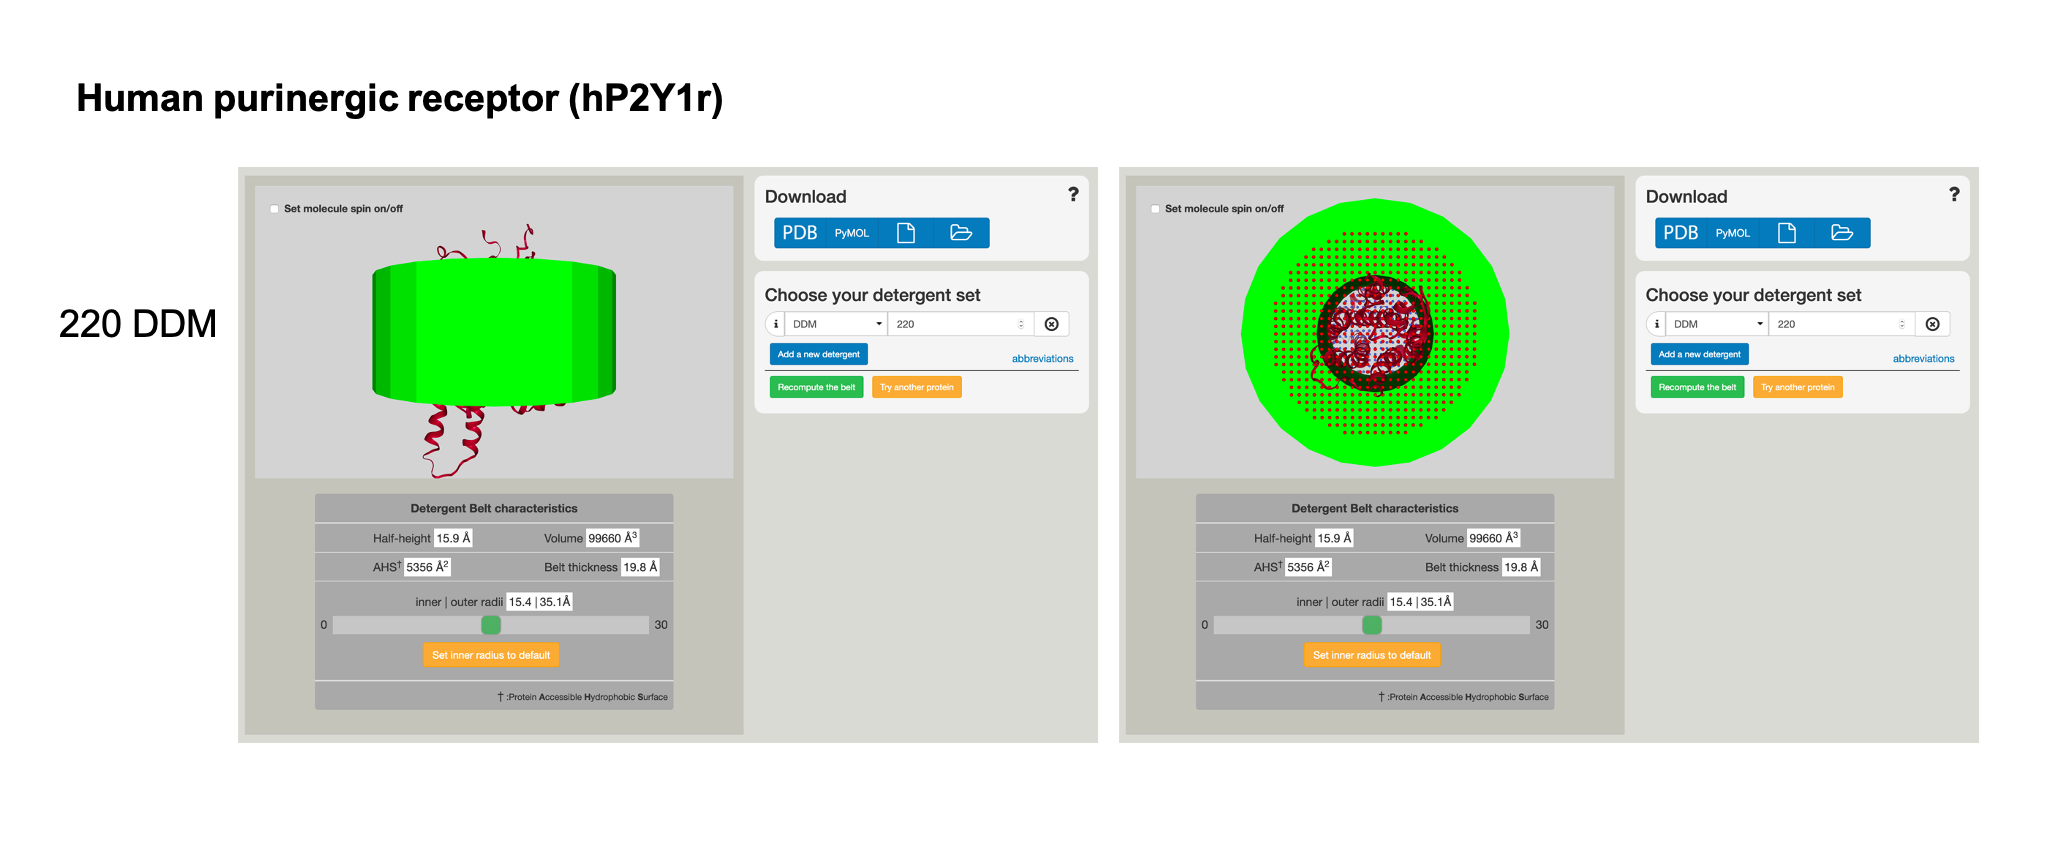 Human purinergic receptor (hP2Y1r)
220 DDM
Set molecule spin on/off
Detergent Belt characteristics
Half-height 15.9 Å Volume 99660 Å³
AHS† 5356 Å² Belt thickness 19.8 Å
inner | outer radii 15.4 | 35.1Å
0 30
Set inner radius to default
† :Protein Accessible Hydrophobic Surface
Download ?
PDB PyMOL
Choose your detergent set
i DDM 220
Add a new detergent abbreviations
Recompute the belt Try another protein
Set molecule spin on/off
Detergent Belt characteristics
Half-height 15.9 Å Volume 99660 Å³
AHS† 5356 Å² Belt thickness 19.8 Å
inner | outer radii 15.4 | 35.1Å
0 30
Set inner radius to default
† :Protein Accessible Hydrophobic Surface
Download ?
PDB PyMOL
Choose your detergent set
i DDM 220
Add a new detergent abbreviations
Recompute the belt Try another protein